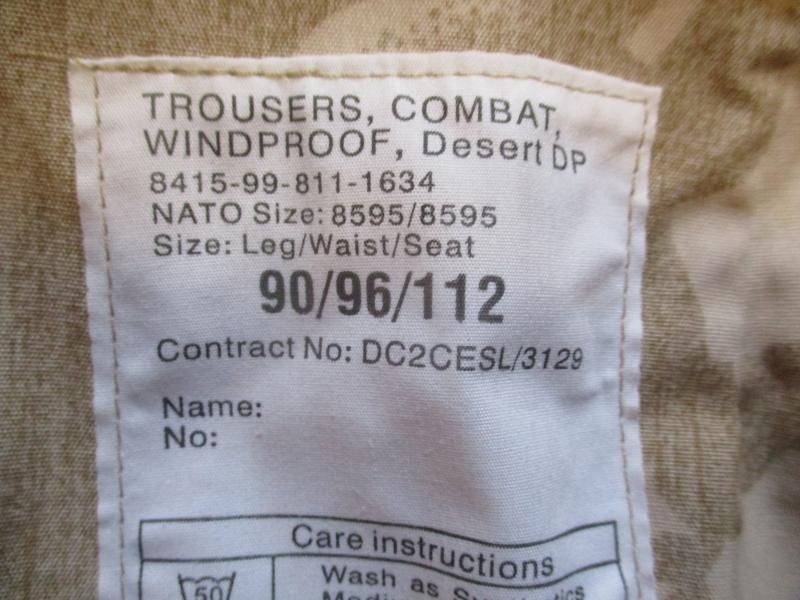 TROUSERS, COMBAT,
WINDPROOF, Desert DP
8415-99-811-1634
NATO Size: 8595/8595
Size: Leg/Waist/Seat
90/96/112
Contract No: DC2CESL/3129
Name:
No:
Care instructions
50
Wash as